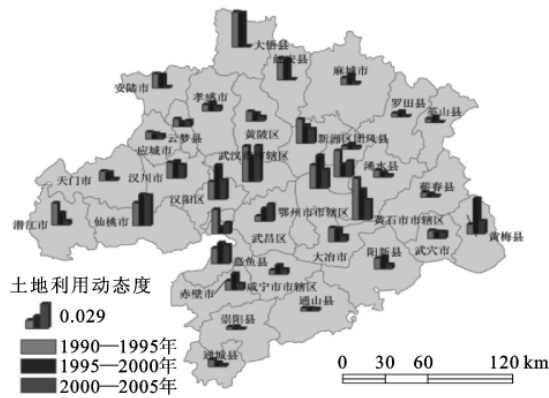 大悟县
红安县
麻城市
安陆市
孝感市
罗田县
英山县
云梦县
黄陂区
新洲区
团风县
应城市
武汉市市辖区
浠水县
天门市
汉川市
汉阳区
蕲春县
潜江市
仙桃市
鄂州市市辖区
武昌区
黄石市市辖区
黄梅县
嘉鱼县
大冶市
阳新县
武穴市
土地利用动态度
赤壁市
咸宁市市辖区
0.029
通山县
崇阳县
1990—1995年
1995—2000年
通城县
2000—2005年
0 30 60 120 km